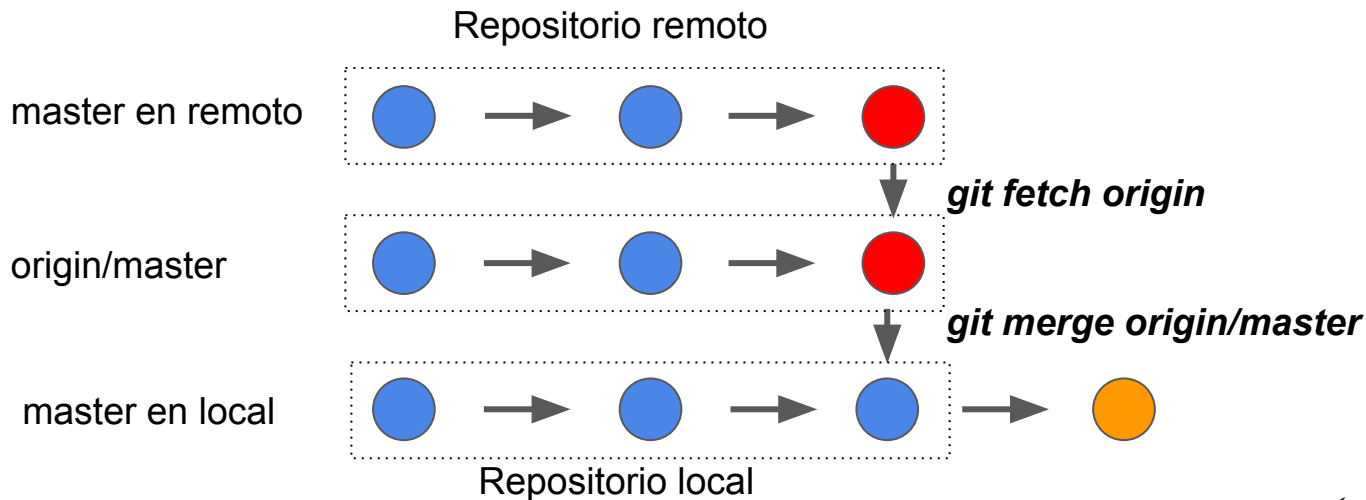 Repositorio remoto
master en remoto
git fetch origin
origin/master
git merge origin/master
master en local
Repositorio local